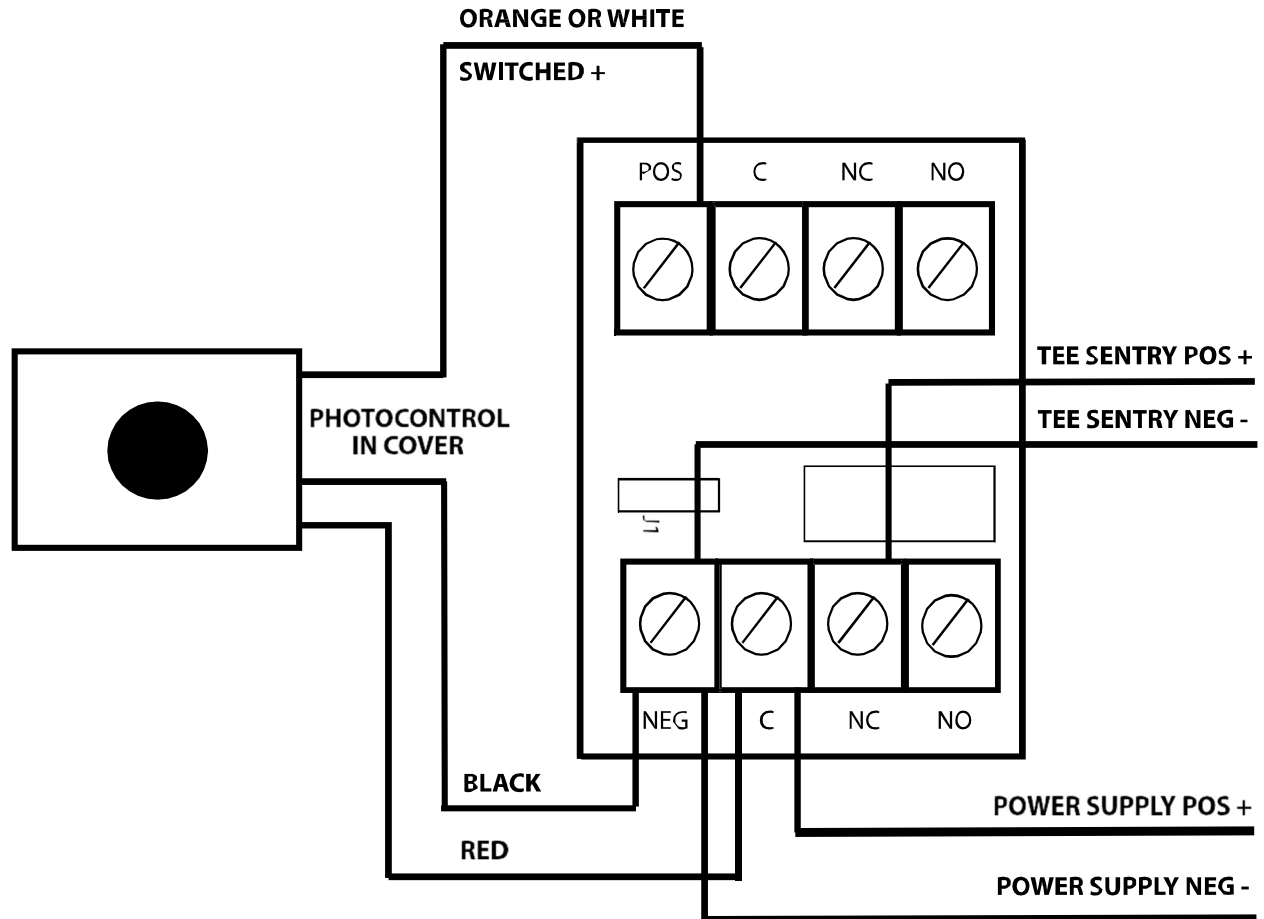 ORANGE OR WHITE
SWITCHED +
POS C NC NO
TEE SENTRY POS +
PHOTOCONTROL
IN COVER
TEE SENTRY NEG -
J1
NEG C NC NO
BLACK
POWER SUPPLY POS +
RED
POWER SUPPLY NEG -